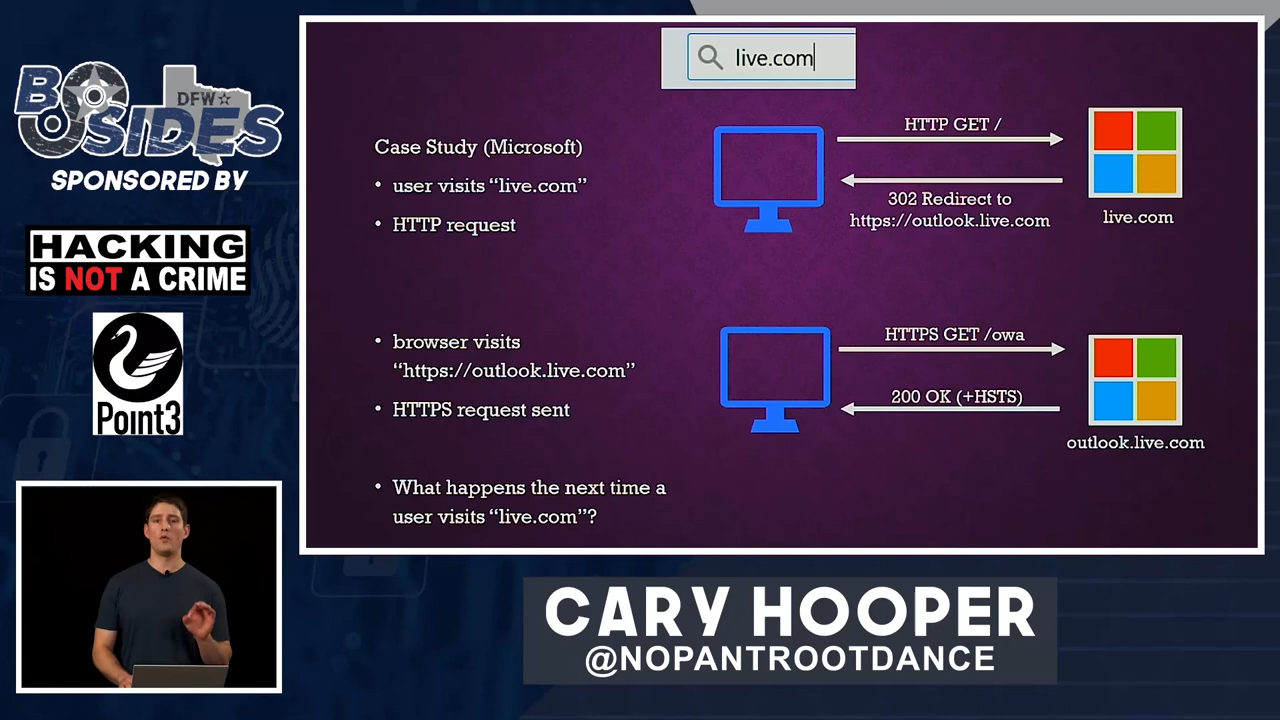 BSIDES
DFW
SPONSORED BY
HACKING
IS NOT A CRIME
Point3
live.com
Case Study (Microsoft)
• user visits “live.com”
• HTTP request
HTTP GET /
302 Redirect to
https://outlook.live.com
live.com
• browser visits
“https://outlook.live.com”
• HTTPS request sent
HTTPS GET /owa
200 OK (+HSTS)
outlook.live.com
• What happens the next time a
user visits “live.com”?
CARY HOOPER
@NOPANTROOTDANCE